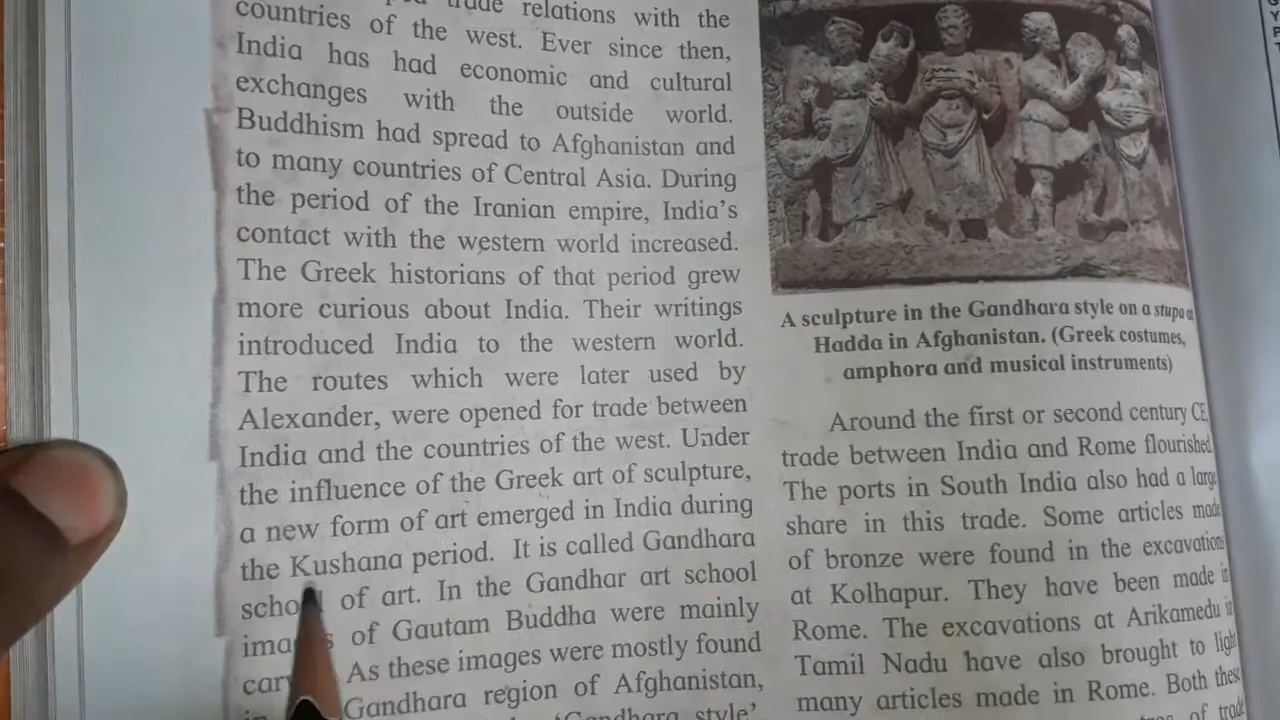 trade relations with the
countries of the west. Ever since then,
India has had economic and cultural
exchanges with the outside world.
Buddhism had spread to Afghanistan and
to many countries of Central Asia. During
the period of the Iranian empire, India's
contact with the western world increased.
The Greek historians of that period grew
more curious about India. Their writings
introduced India to the western world.
The routes which were later used by
Alexander, were opened for trade between
India and the countries of the west. Under
the influence of the Greek art of sculpture,
a new form of art emerged in India during
the Kushana period. It is called Gandhara
school of art. In the Gandhar art school
images of Gautam Buddha were mainly
As these images were mostly found
Gandhara region of Afghanistan,
'Gandhara style'
A sculpture in the Gandhara style on a stupa at
Hadda in Afghanistan. (Greek costumes,
amphora and musical instruments)
Around the first or second century CE,
trade between India and Rome flourished.
The ports in South India also had a large
share in this trade. Some articles made
of bronze were found in the excavations
at Kolhapur. They have been made in
Rome. The excavations at Arikamedu in
Tamil Nadu have also brought to light
many articles made in Rome. Both these
of trade